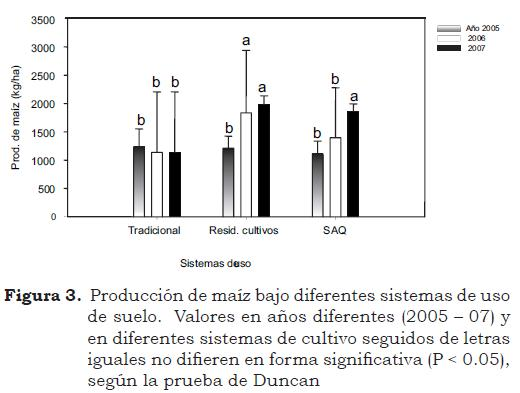 3500
3000
2500
2000
1500
1000
500
0
Prod. de maíz (kg/ha)
b b b
b a a
b b a
Tradicional Resid. cultivos SAQ
Sistemas de uso
Año 2005
2006
2007
Figura 3. Producción de maíz bajo diferentes sistemas de uso
de suelo. Valores en años diferentes (2005 – 07) y
en diferentes sistemas de cultivo seguidos de letras
iguales no difieren en forma significativa (P < 0.05),
según la prueba de Duncan